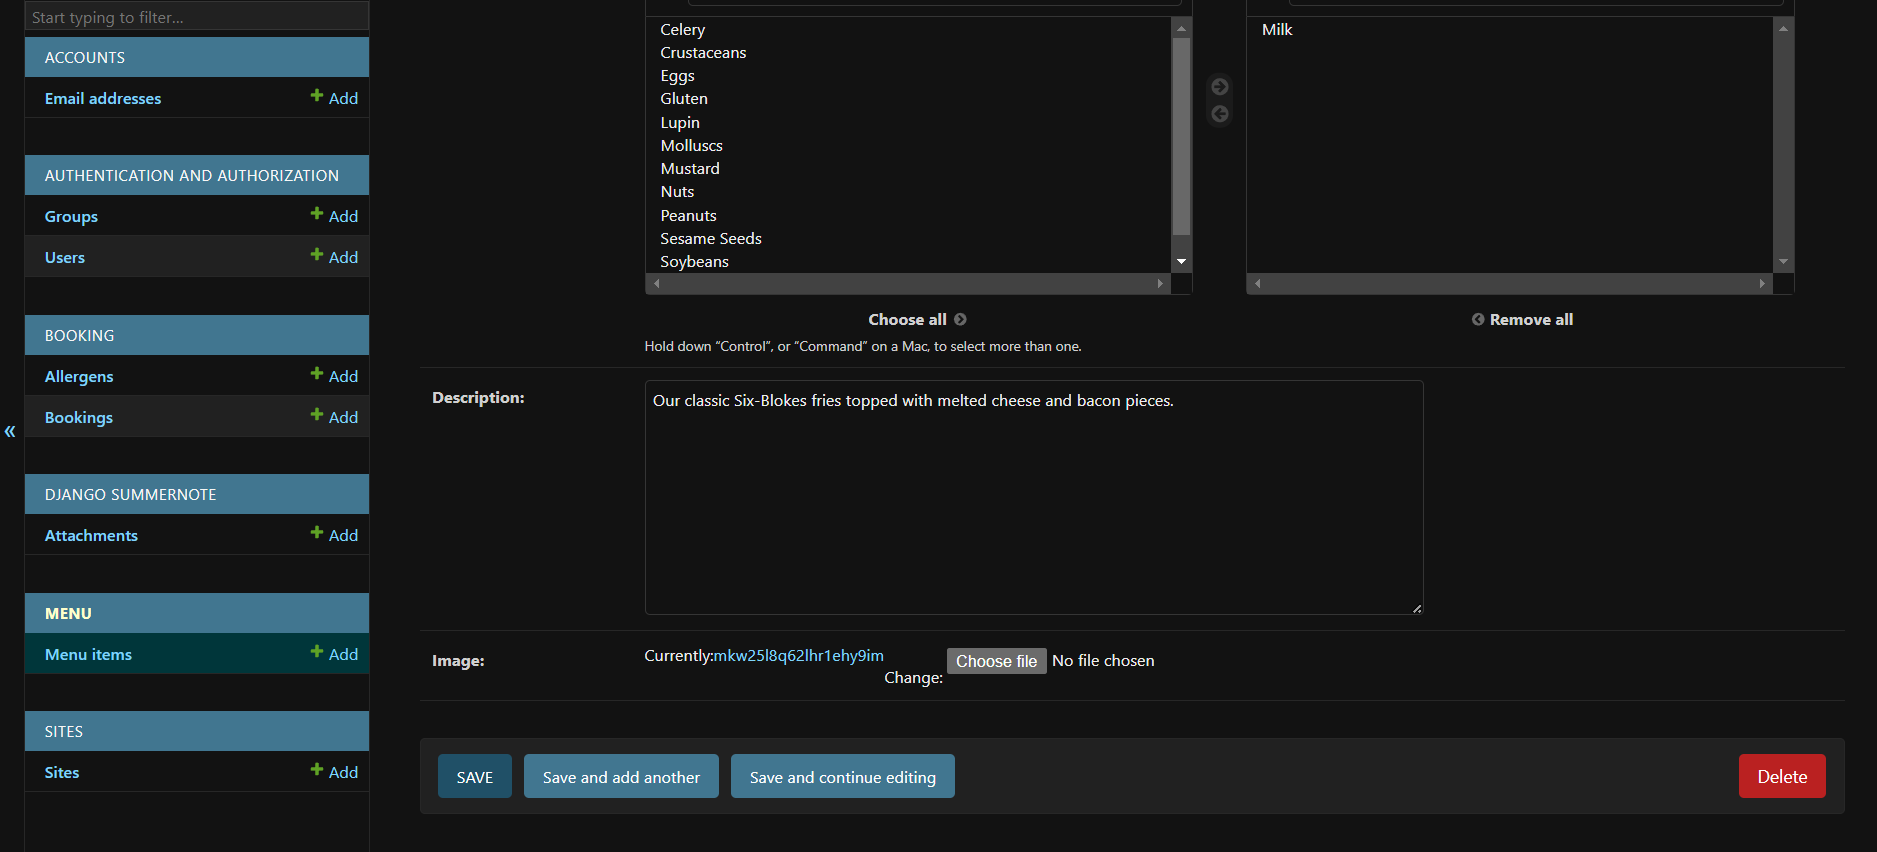 Start typing to filter...
ACCOUNTS
Email addresses
Add
AUTHENTICATION AND AUTHORIZATION
Groups
Add
Users
Add
BOOKING
Allergens
Add
Bookings
Add
«
DJANGO SUMMERNOTE
Attachments
Add
MENU
Menu items
Add
SITES
Sites
Add
Celery
Crustaceans
Eggs
Gluten
Lupin
Molluscs
Mustard
Nuts
Peanuts
Sesame Seeds
Soybeans
Choose all
Milk
Remove all
Hold down “Control”, or “Command” on a Mac, to select more than one.
Description:
Our classic Six-Blokes fries topped with melted cheese and bacon pieces.
Image:
Currently:mkw25l8q62lhr1ehy9im
Change:
Choose file No file chosen
SAVE
Save and add another
Save and continue editing
Delete